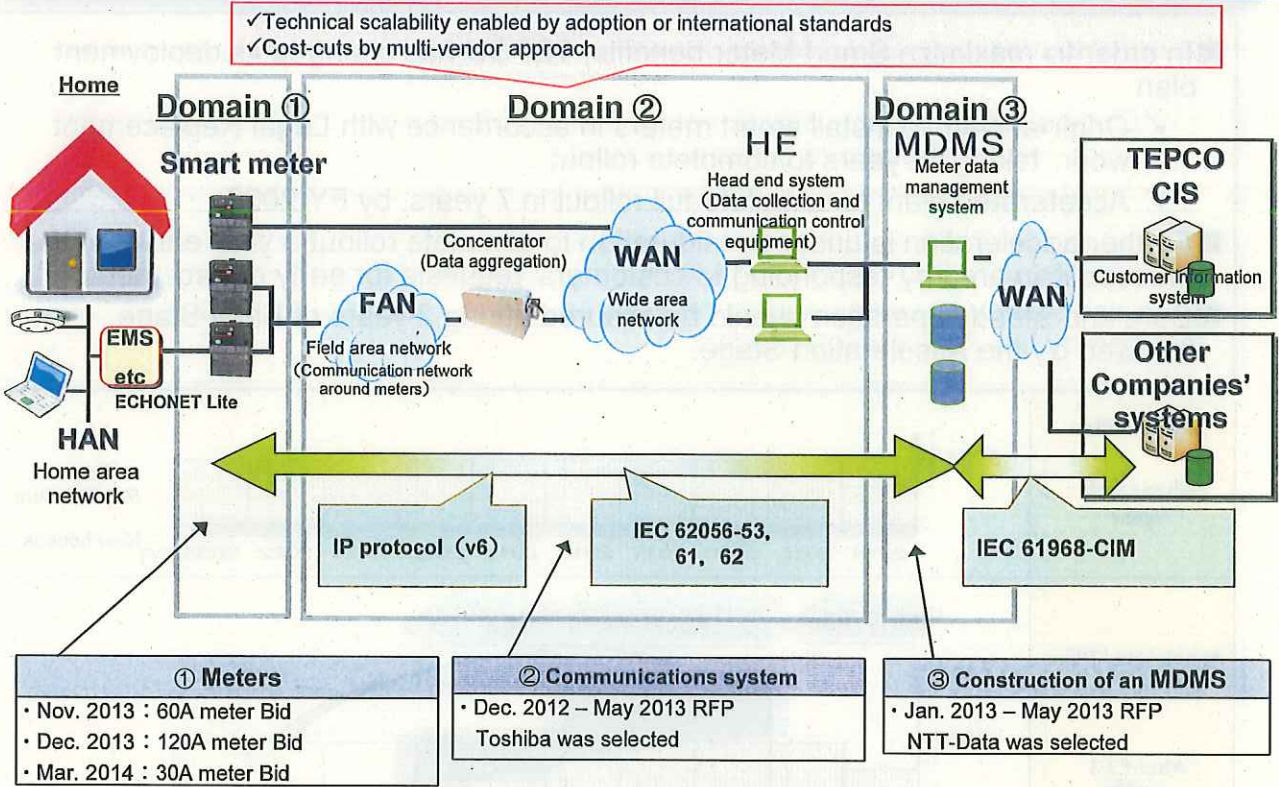 ✓Technical scalability enabled by adoption or international standards
✓Cost-cuts by multi-vendor approach
Home
Domain ①
Domain ②
Domain ③
Smart meter
HE
MDMS
Head end system
(Data collection and
communication control
equipment)
Meter data
management
system
TEPCO
CIS
Customer Information
system
Concentrator
(Data aggregation)
WAN
Wide area
network
WAN
FAN
Field area network
(Communication network
around meters)
EMS
etc
ECHONET Lite
HAN
Home area
network
Other
Companies'
systems
IP protocol (v6)
IEC 62056-53,
61, 62
IEC 61968-CIM
① Meters
・Nov. 2013：60A meter Bid
・Dec. 2013：120A meter Bid
・Mar. 2014：30A meter Bid
② Communications system
・Dec. 2012 – May 2013 RFP
Toshiba was selected
③ Construction of an MDMS
・Jan. 2013 – May 2013 RFP
NTT-Data was selected